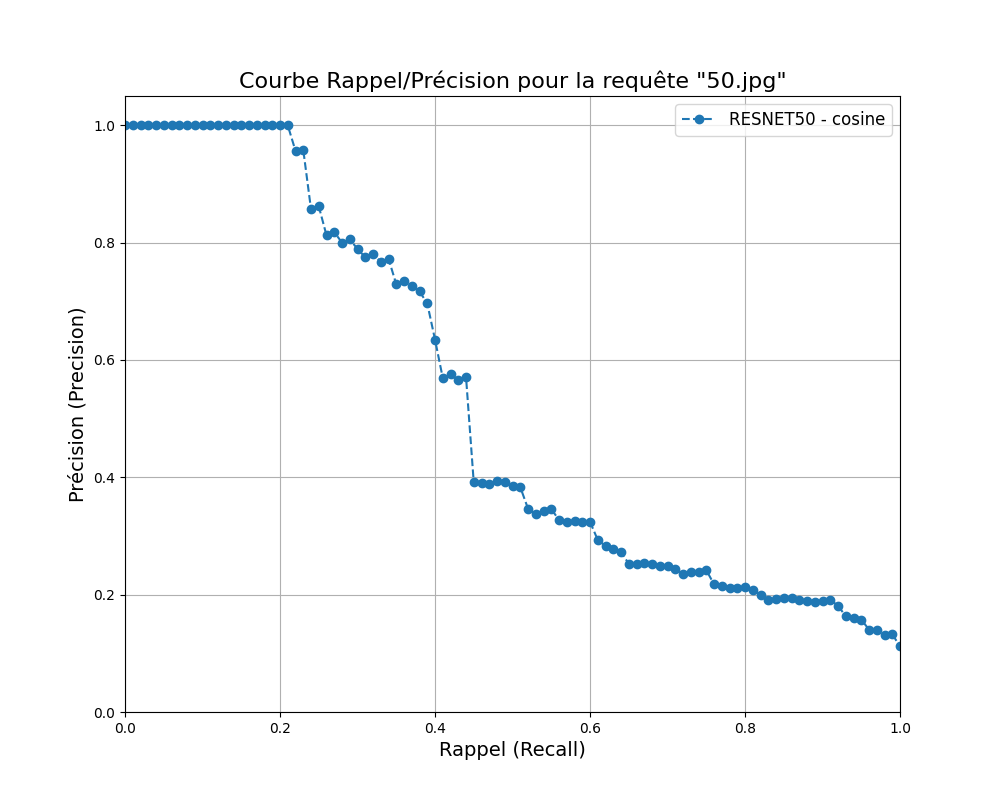 Courbe Rappel/Précision pour la requête "50.jpg"
RESNET50 - cosine
1.0
0.8
0.6
0.4
0.2
0.0
Précision (Precision)
0.0 0.2 0.4 0.6 0.8 1.0
Rappel (Recall)